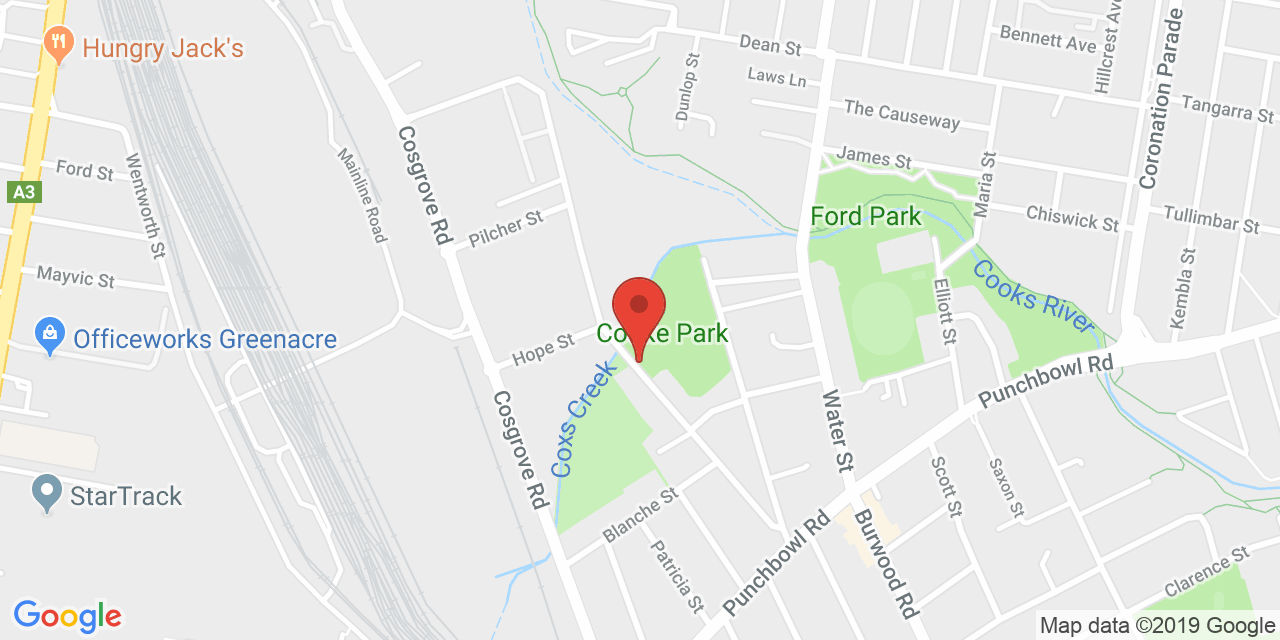 Hungry Jack's
Dean St
Bennett Ave
Hillcrest Ave
Coronation Parade
Dunlop St
Laws Ln
The Causeway
Tangarra St
Cosgrove Rd
Mainline Road
Wentworth St
Ford St
A3
James St
Maria St
Ford Park
Chiswick St
Tullimbar St
Pilcher St
Mayvic St
Kembla St
Cooks River
Elliott St
Officeworks Greenacre
Hope St
Park
Coxs Creek
Punchbowl Rd
Water St
Cosgrove Rd
StarTrack
Scott St
Saxon St
Blanche St
Patricia St
Punchbowl Rd
Burwood Rd
Clarence St
Google
Map data ©2019 Google